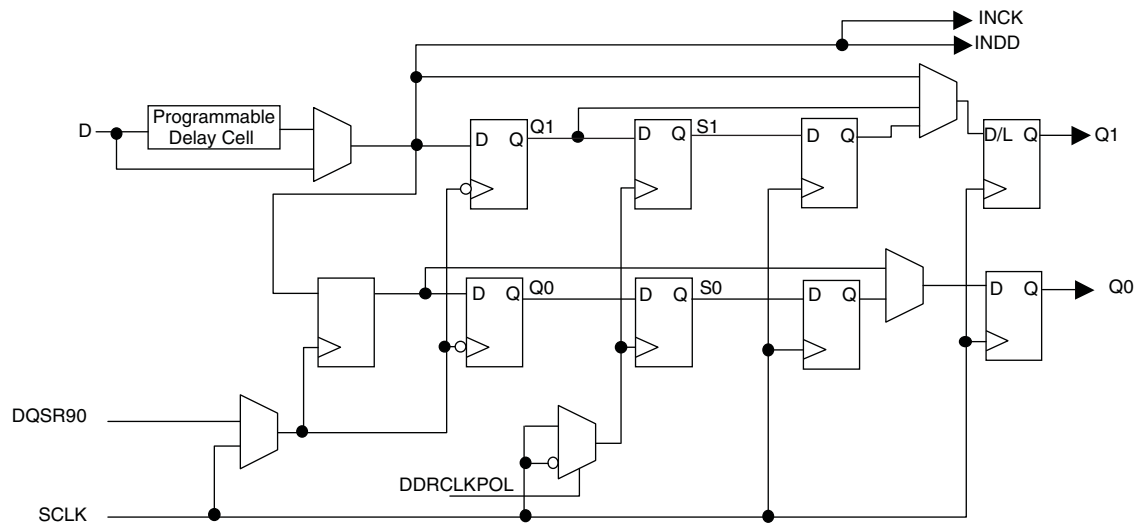 INCK
INDD
Programmable
Delay Cell
D
D Q
Q1
D Q
S1
D Q
D/L Q
Q1
D Q
Q0
D Q
S0
D Q
D Q
Q0
DQSR90
DDRCLKPOL
SCLK